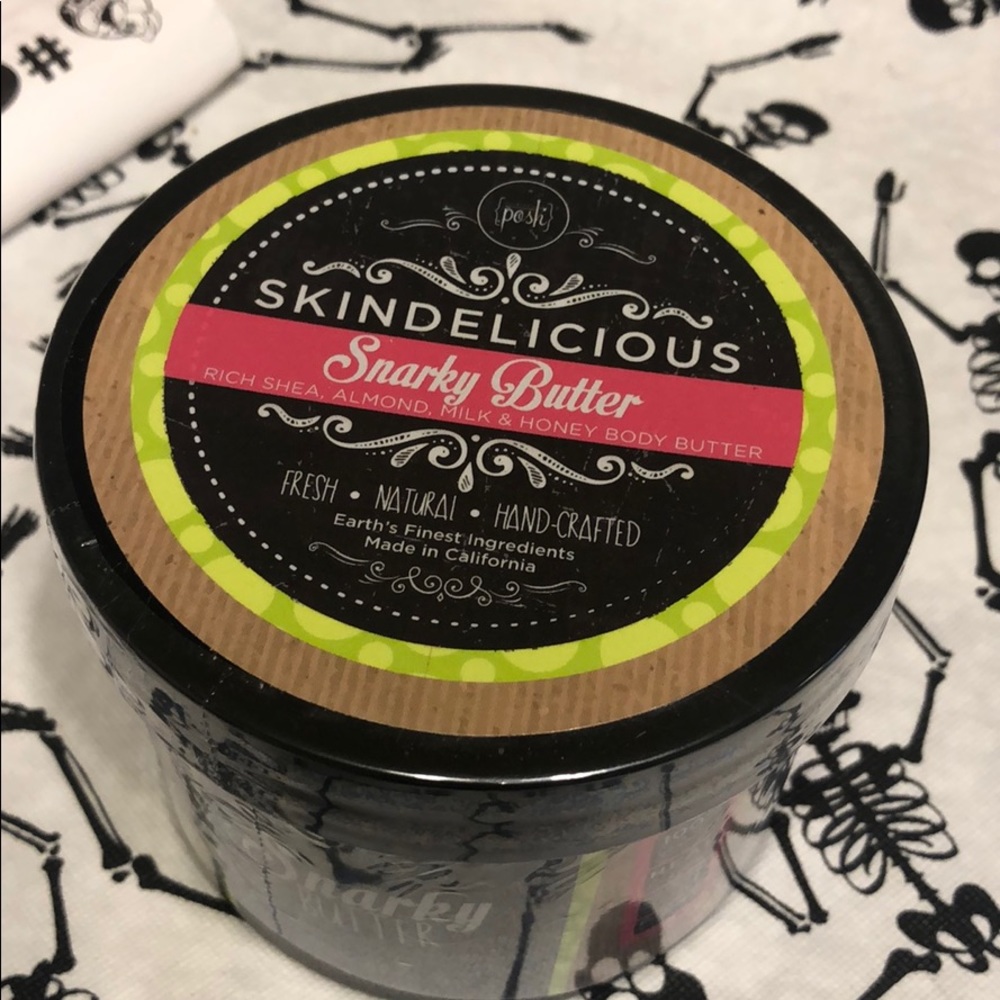 #
{posh}
SKINDELICIOUS
Snarky Butter
RICH SHEA, ALMOND, MILK & HONEY BODY BUTTER
FRESH • NATURAL • HAND-CRAFTED
Earth's Finest Ingredients
Made in California
Snarky